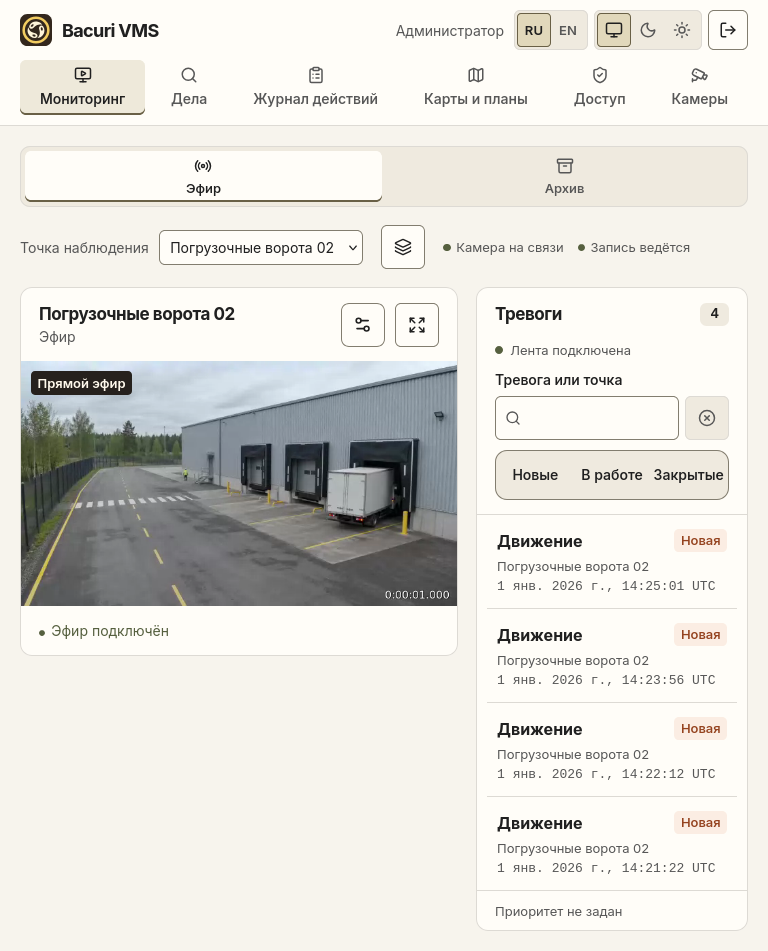 Bacuri VMS
Администратор
RU EN
Мониторинг
Дела
Журнал действий
Карты и планы
Доступ
Камеры
Эфир
Архив
Точка наблюдения
Погрузочные ворота 02
Камера на связи
Запись ведётся
Погрузочные ворота 02
Эфир
Прямой эфир
0:00:01.000
Эфир подключён
Тревоги
4
Лента подключена
Тревога или точка
Новые
В работе
Закрытые
Движение
Новая
Погрузочные ворота 02
1 янв. 2026 г., 14:25:01 UTC
Движение
Новая
Погрузочные ворота 02
1 янв. 2026 г., 14:23:56 UTC
Движение
Новая
Погрузочные ворота 02
1 янв. 2026 г., 14:22:12 UTC
Движение
Новая
Погрузочные ворота 02
1 янв. 2026 г., 14:21:22 UTC
Приоритет не задан